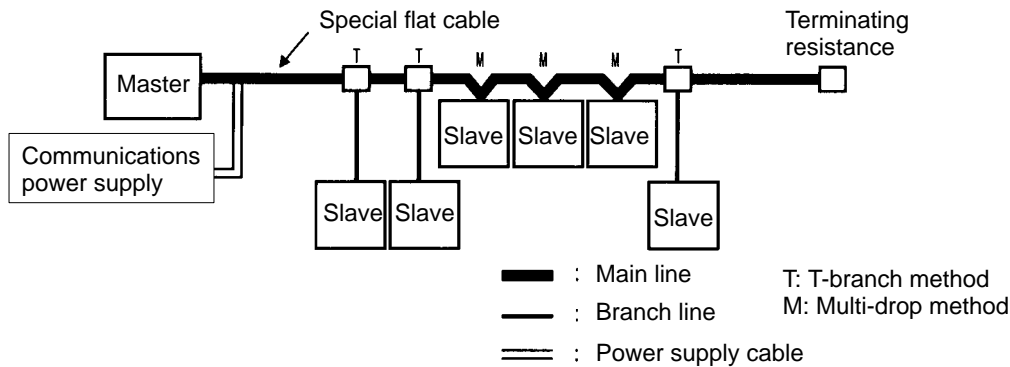 Special flat cable
Terminating
resistance
T T M M M T
Master
Slave Slave Slave
Communications
power supply
Slave Slave Slave
: Main line
T: T-branch method
: Branch line
M: Multi-drop method
: Power supply cable